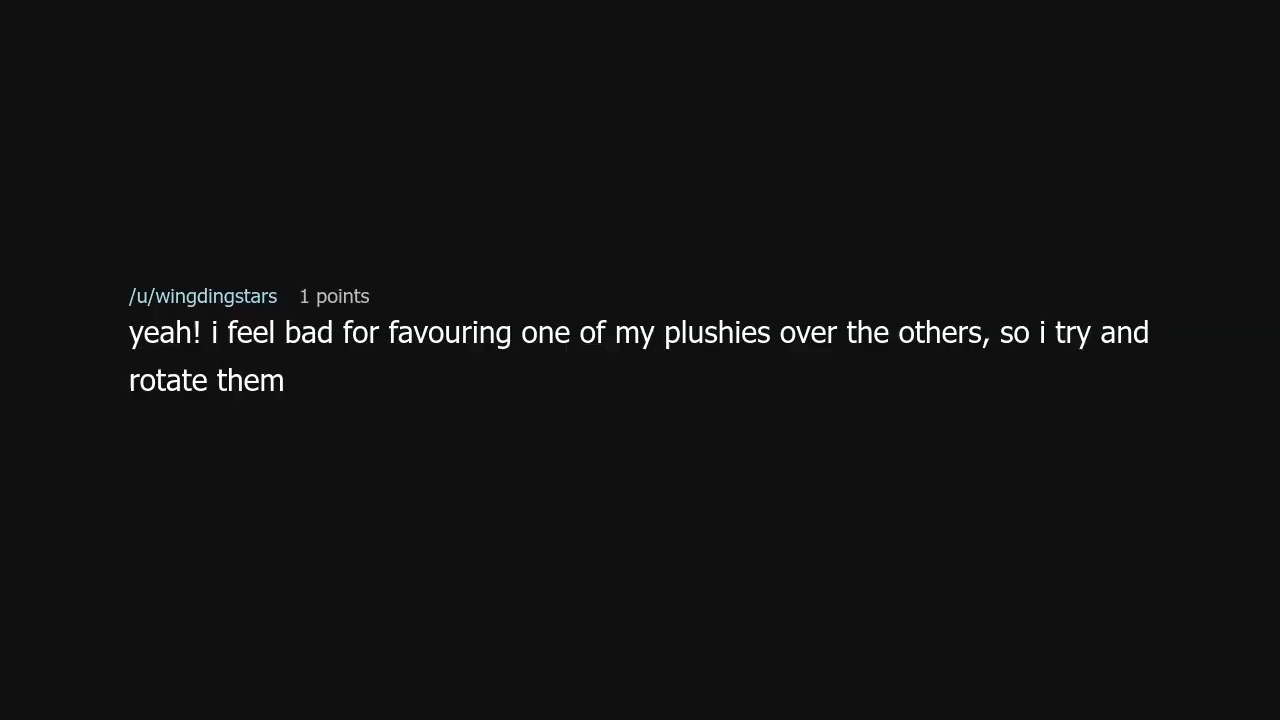 /u/wingdingstars 1 points
yeah! i feel bad for favouring one of my plushies over the others, so i try and
rotate them